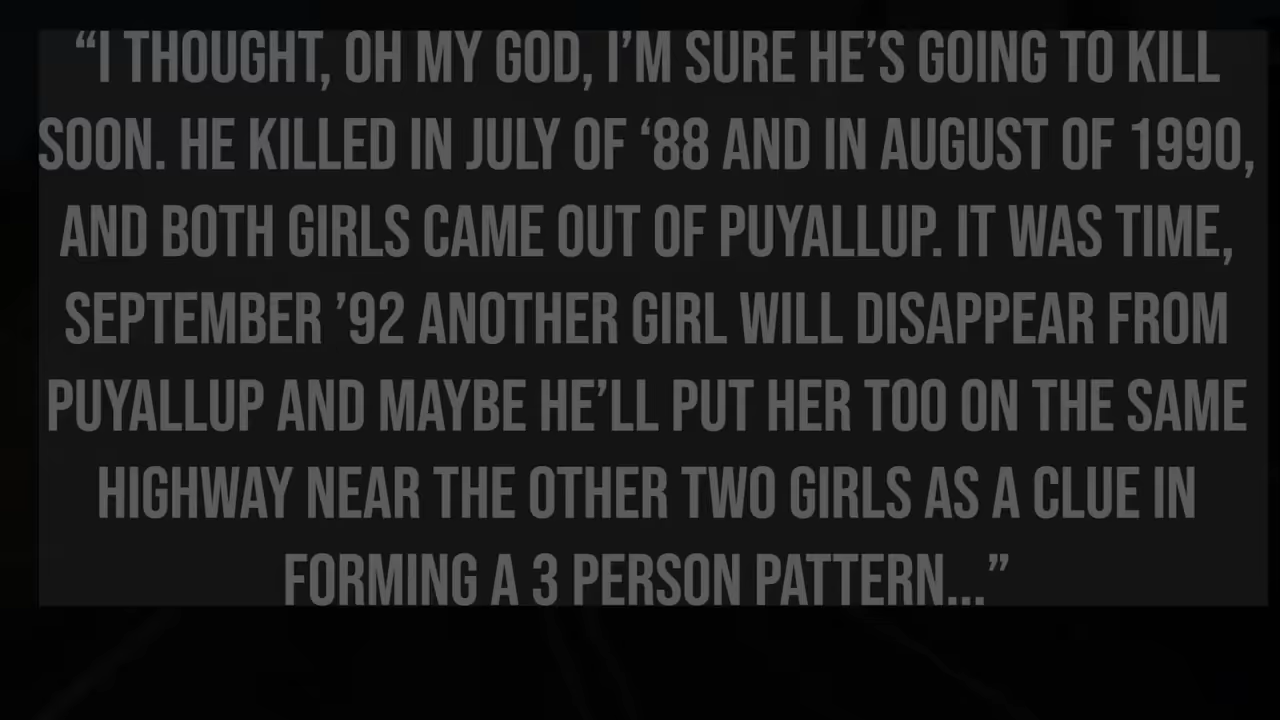 “I THOUGHT, OH MY GOD, I’M SURE HE’S GOING TO KILL
SOON. HE KILLED IN JULY OF ‘88 AND IN AUGUST OF 1990,
AND BOTH GIRLS CAME OUT OF PUYALLUP. IT WAS TIME,
SEPTEMBER ’92 ANOTHER GIRL WILL DISAPPEAR FROM
PUYALLUP AND MAYBE HE’LL PUT HER TOO ON THE SAME
HIGHWAY NEAR THE OTHER TWO GIRLS AS A CLUE IN
FORMING A 3 PERSON PATTERN...”